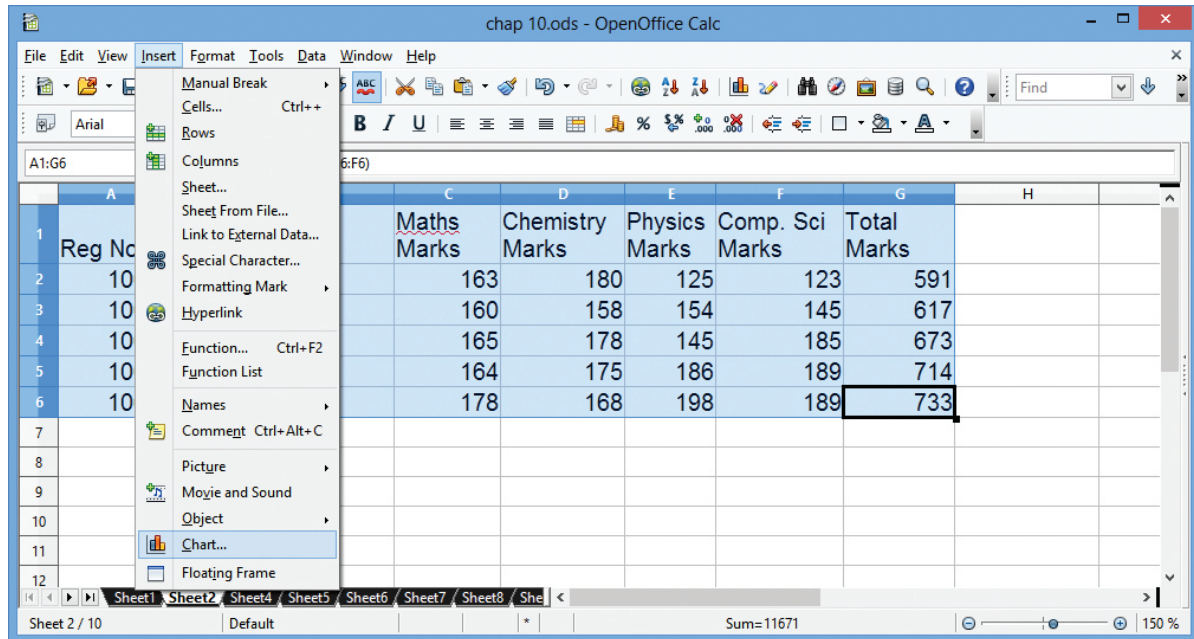 chap 10.ods - OpenOffice Calc
File Edit View Insert Format Tools Data Window Help
ABC Find
Arial B I U
A1:G6 6:F6)
Manual Break
Cells... Ctrl++
Rows
Columns
Sheet...
Sheet From File...
Link to External Data...
Special Character...
Formatting Mark
Hyperlink
Function... Ctrl+F2
Function List
Names
Comment Ctrl+Alt+C
Picture
Movie and Sound
Object
Chart...
Floating Frame
A C D E F G H
1 Reg No Maths Marks Chemistry Marks Physics Marks Comp. Sci Marks Total Marks
2 10 163 180 125 123 591
3 10 160 158 154 145 617
4 10 165 178 145 185 673
5 10 164 175 186 189 714
6 10 178 168 198 189 733
7
8
9
10
11
12
Sheet1 Sheet2 Sheet4 Sheet5 Sheet6 Sheet7 Sheet8 She
Sheet 2 / 10 Default * Sum=11671 150 %